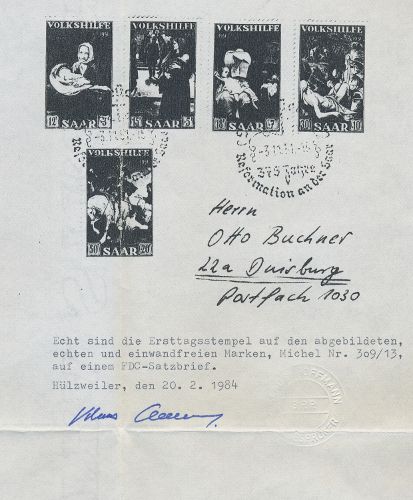 VOLKSHILFE VOLKSHILFE VOLKSHILFE VOLKSHILFE
SAAR SAAR SAAR SAAR
375 Jahre
Reformation an der Saar
VOLKSHILFE
SAAR
Herrn
Otto Buchner
22a Duisburg
Postfach 1030
Echt sind die Ersttagsstempel auf den abgebildeten,
echten und einwandfreien Marken, Michel Nr. 309/13,
auf einem FDC-Satzbrief.
Hülzweiler, den 20. 2. 1984